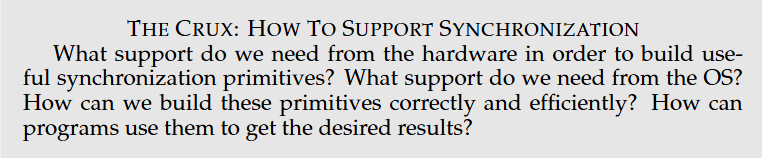 THE CRUX: HOW TO SUPPORT SYNCHRONIZATION
What support do we need from the hardware in order to build use-
ful synchronization primitives? What support do we need from the OS?
How can we build these primitives correctly and efficiently? How can
programs use them to get the desired results?